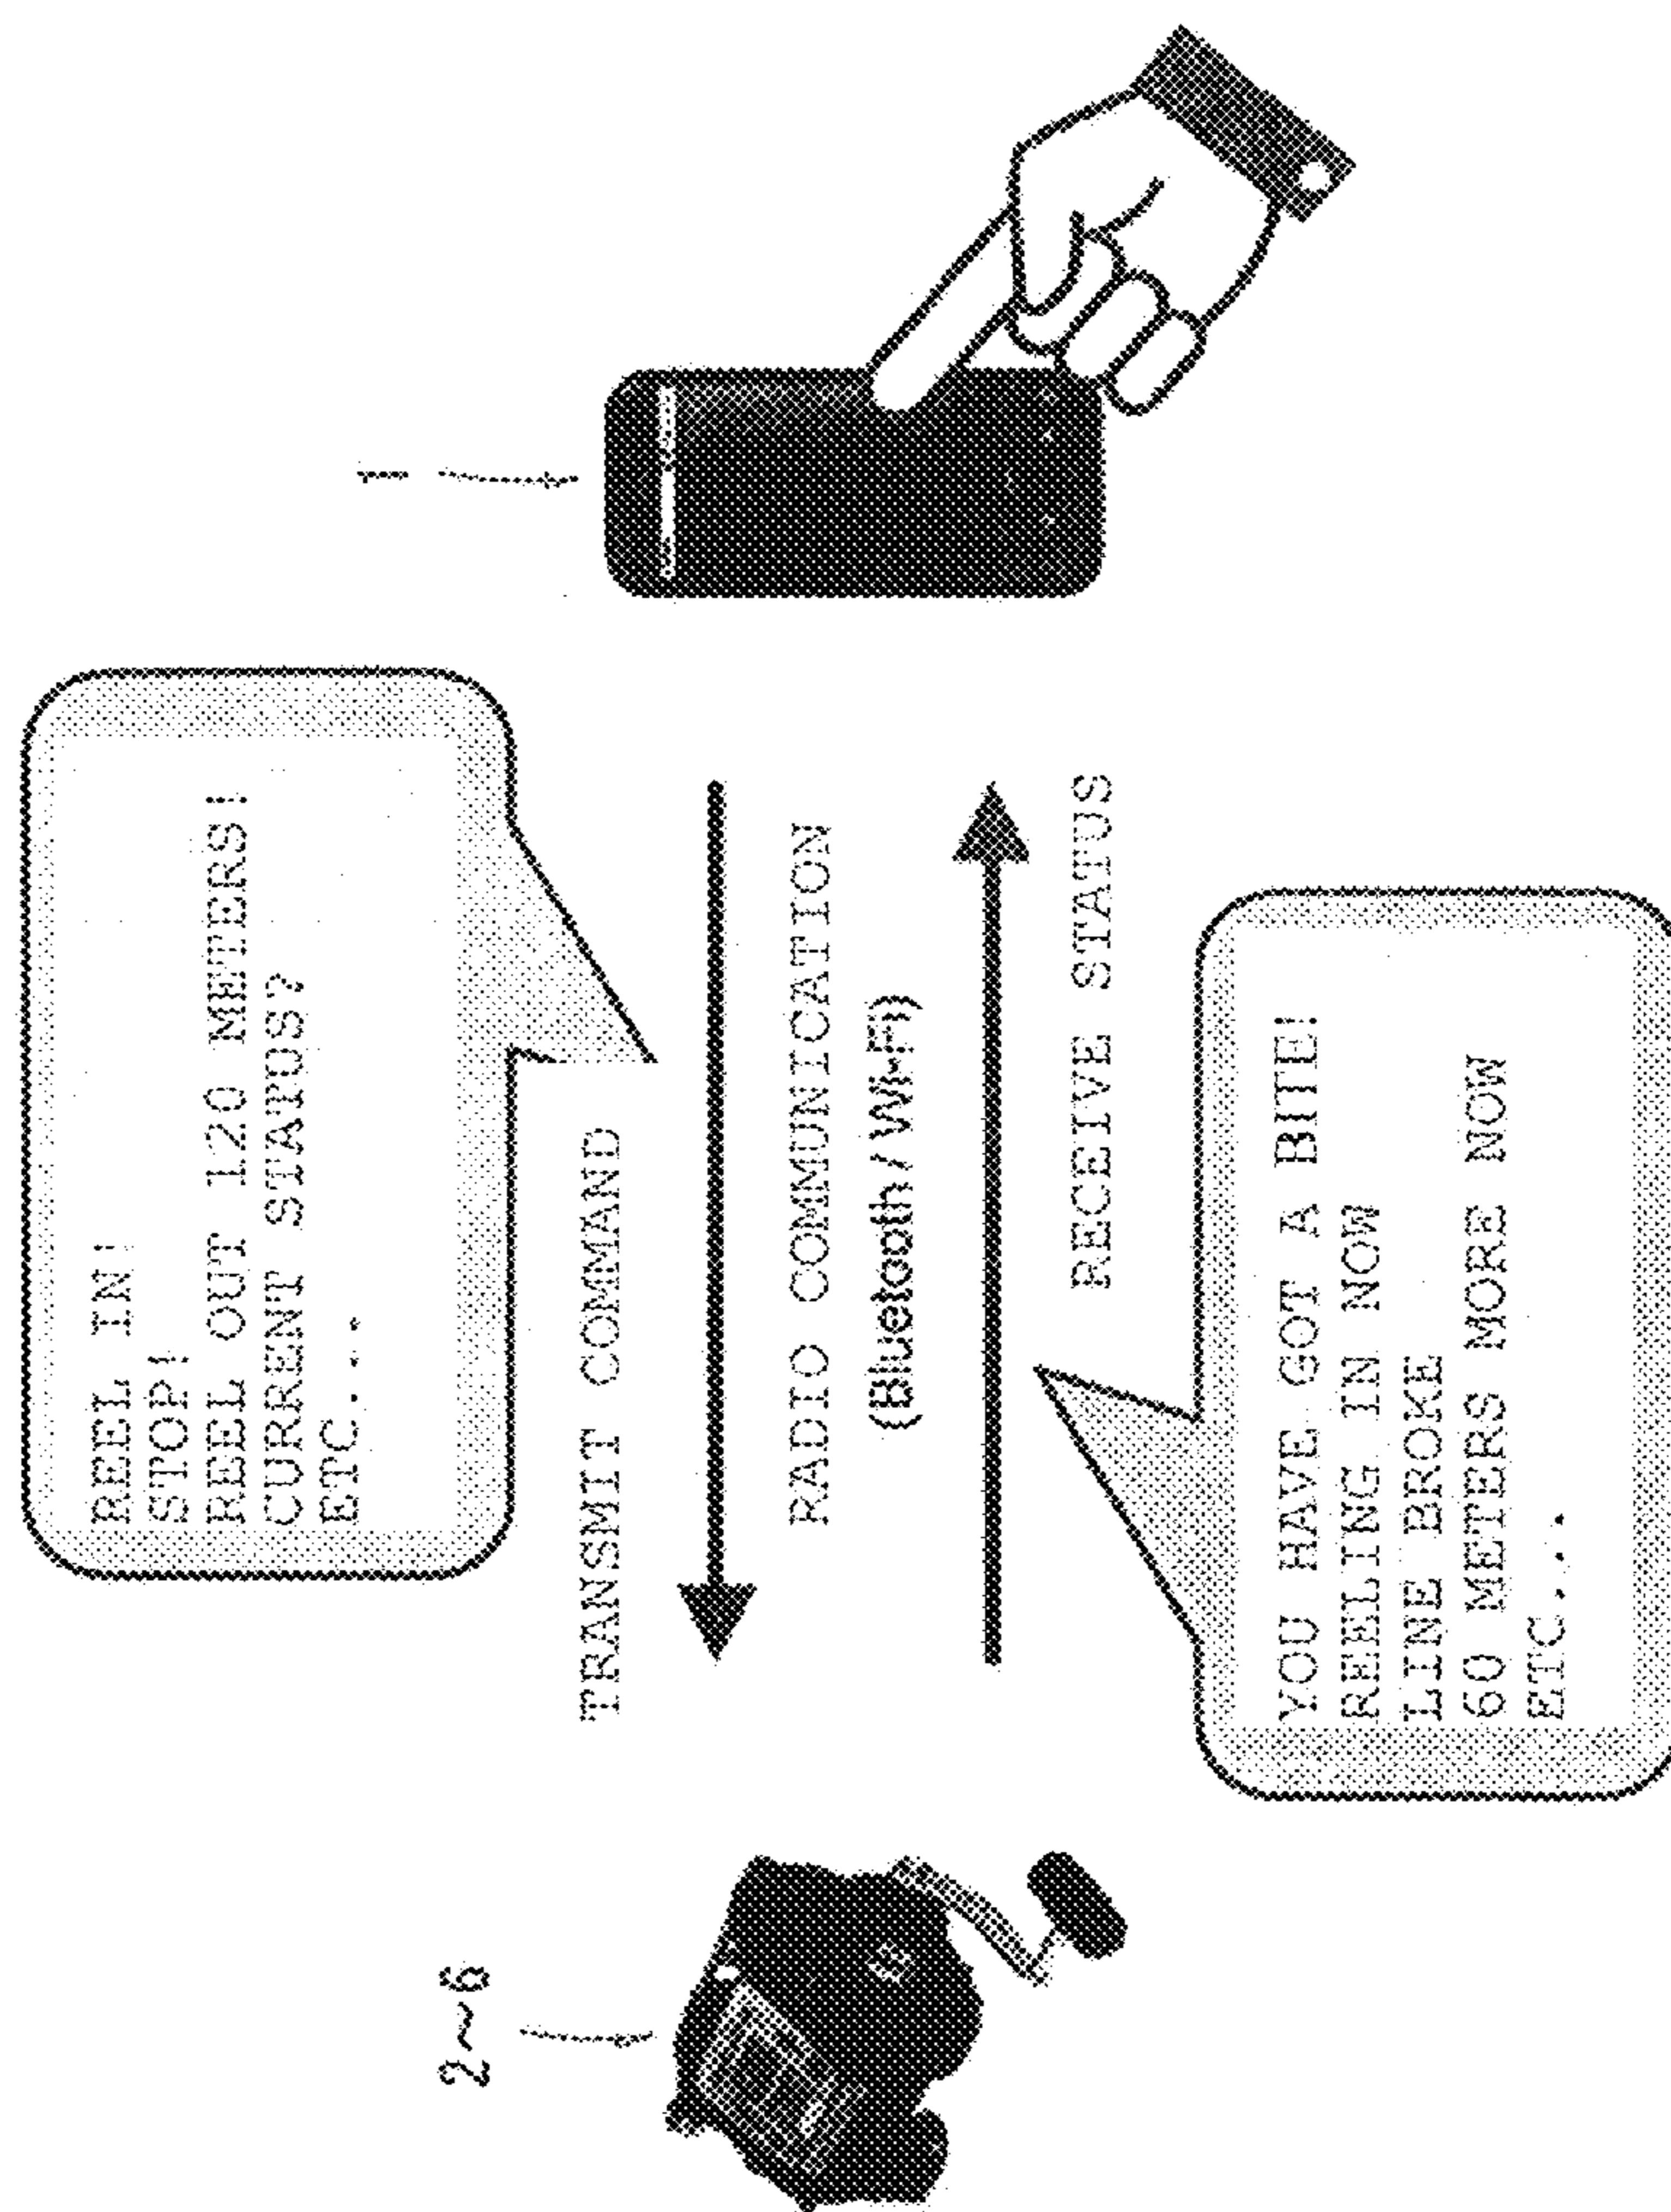 REEL IN!
STOP!
REEL OUT 120 METERS!
CURRENT STATUS?
ETC...
1
2~6
TRANSMIT COMMAND
RADIO COMMUNICATION
(Bluetooth / Wi-Fi)
RECEIVE STATUS
YOU HAVE GOT A BITE!
REELING IN NOW
LINE BROKE
60 METERS MORE NOW
ETC...